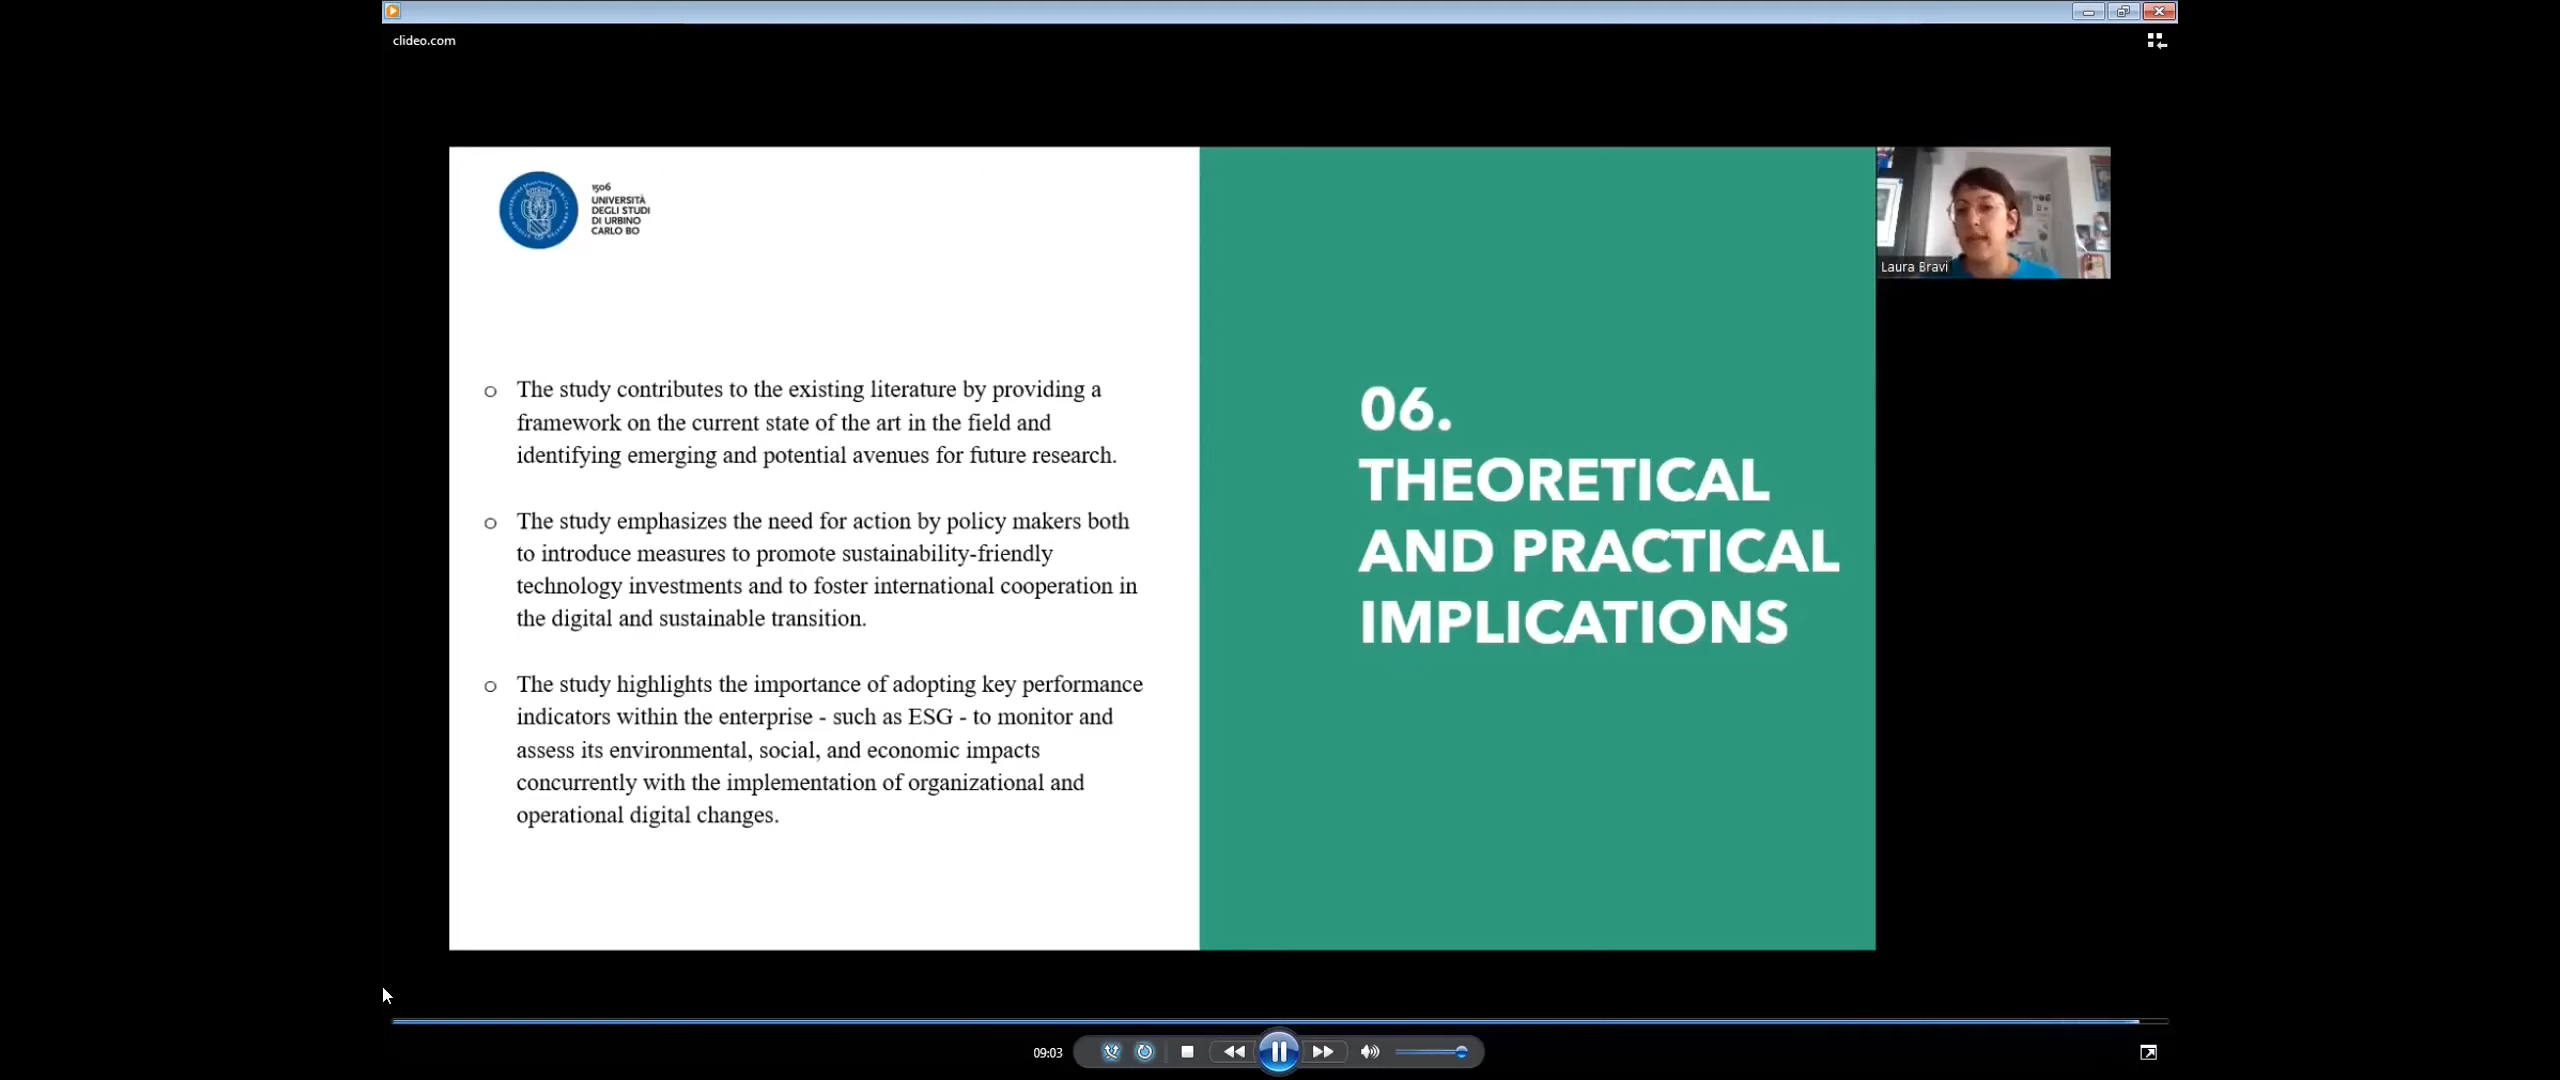 clideo.com
1506
UNIVERSITÀ
DEGLI STUDI
DI URBINO
CARLO BO
The study contributes to the existing literature by providing a
framework on the current state of the art in the field and
identifying emerging and potential avenues for future research.
The study emphasizes the need for action by policy makers both
to introduce measures to promote sustainability-friendly
technology investments and to foster international cooperation in
the digital and sustainable transition.
The study highlights the importance of adopting key performance
indicators within the enterprise - such as ESG - to monitor and
assess its environmental, social, and economic impacts
concurrently with the implementation of organizational and
operational digital changes.
06.
THEORETICAL
AND PRACTICAL
IMPLICATIONS
Laura Bravi
09:03